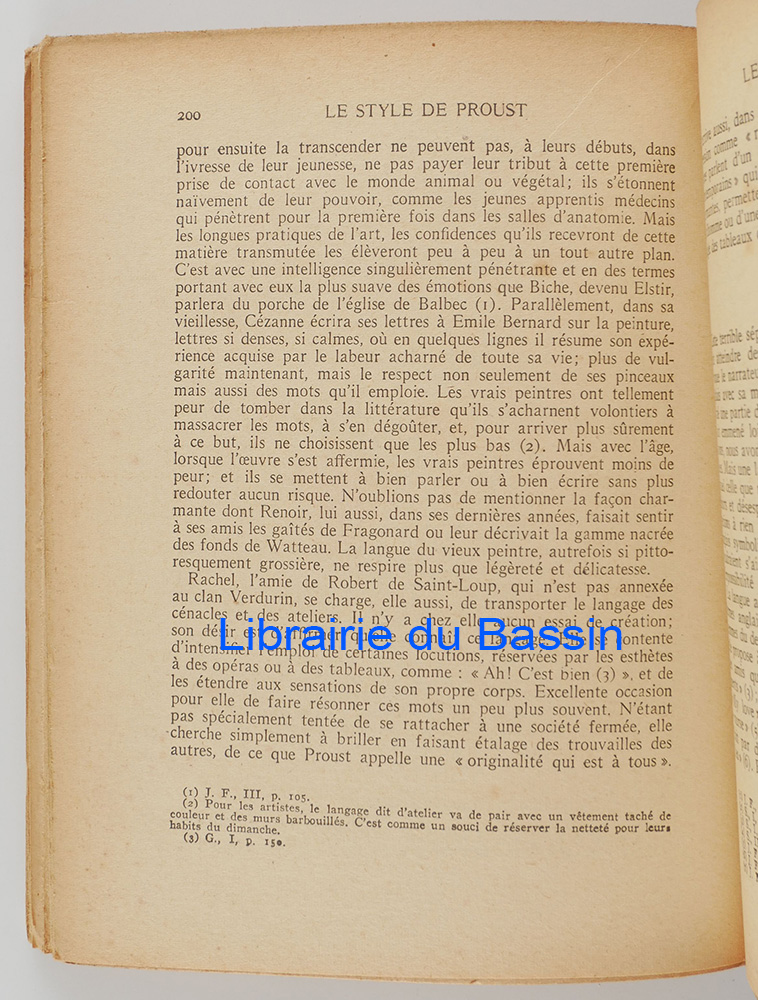 200 LE STYLE DE PROUST
pour ensuite la transcender ne peuvent pas, à leurs débuts, dans
l'ivresse de leur jeunesse, ne pas payer leur tribut à cette première
prise de contact avec le monde animal ou végétal; ils s'étonnent
naïvement de leur pouvoir, comme les jeunes apprentis médecins
qui pénètrent pour la première fois dans les salles d'anatomie. Mais
les longues pratiques de l'art, les confidences qu'ils recevront de cette
matière transmutée les élèveront peu à peu à un tout autre plan.
C'est avec une intelligence singulièrement pénétrante et en des termes
portant avec eux la plus suave des émotions que Biche, devenu Elstir,
parlera du porche de l'église de Balbec (1). Parallèlement, dans sa
vieillesse, Cézanne écrira ses lettres à Emile Bernard sur la peinture,
lettres si denses, si calmes, où en quelques lignes il résume son expé-
rience acquise par le labeur acharné de toute sa vie; plus de vul-
garité maintenant, mais le respect non seulement de ses pinceaux
mais aussi des mots qu'il emploie. Les vrais peintres ont tellement
peur de tomber dans la littérature qu'ils s'acharnent volontiers à
massacrer les mots, à s'en dégoûter, et, pour arriver plus sûrement
à ce but, ils ne choisissent que les plus bas (2). Mais avec l'âge,
lorsque l'œuvre s'est affermie, les vrais peintres éprouvent moins de
peur; et ils se mettent à bien parler ou à bien écrire sans plus
redouter aucun risque. N'oublions pas de mentionner la façon char-
mante dont Renoir, lui aussi, dans ses dernières années, faisait sentir
à ses amis les gaîtés de Fragonard ou leur décrivait la gamme nacrée
des fonds de Watteau. La langue du vieux peintre, autrefois si pitto-
resquement grossière, ne respire plus que légèreté et délicatesse.
Rachel, l'amie de Robert de Saint-Loup, qui n'est pas annexée
au clan Verdurin, se charge, elle aussi, de transporter le langage des
cénacles et des ateliers. Il n'y a chez elle aucun essai de création;
son
Librairie du Bassin
d'intensifier l'emploi de certaines locutions, réservées par les esthètes
à des opéras ou à des tableaux, comme : « Ah! C'est bien (3) », et de
les étendre aux sensations de son propre corps. Excellente occasion
pour elle de faire résonner ces mots un peu plus souvent. N'étant
pas spécialement tentée de se rattacher à une société fermée, elle
cherche simplement à briller en faisant étalage des trouvailles des
autres, de ce que Proust appelle une « originalité qui est à tous ».
(1) J. F., III, p. 105.
(2) Pour les artistes, le langage dit d'atelier va de pair avec un vêtement taché de
couleur et des murs barbouillés. C'est comme un souci de réserver la netteté pour leurs
habits du dimanche.
(3) G., I, p. 150.